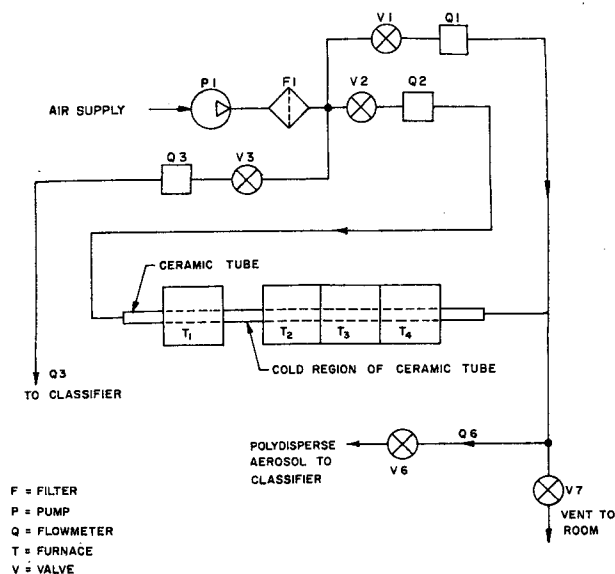 V1
Q1
P1
F1
V2
Q2
AIR SUPPLY
Q3
V3
CERAMIC TUBE
T1
T2
T3
T4
Q3
TO CLASSIFIER
COLD REGION OF CERAMIC TUBE
POLYDISPERSE
AEROSOL TO
CLASSIFIER
V6
Q6
V7
VENT TO
ROOM
F = FILTER
P = PUMP
Q = FLOWMETER
T = FURNACE
V = VALVE